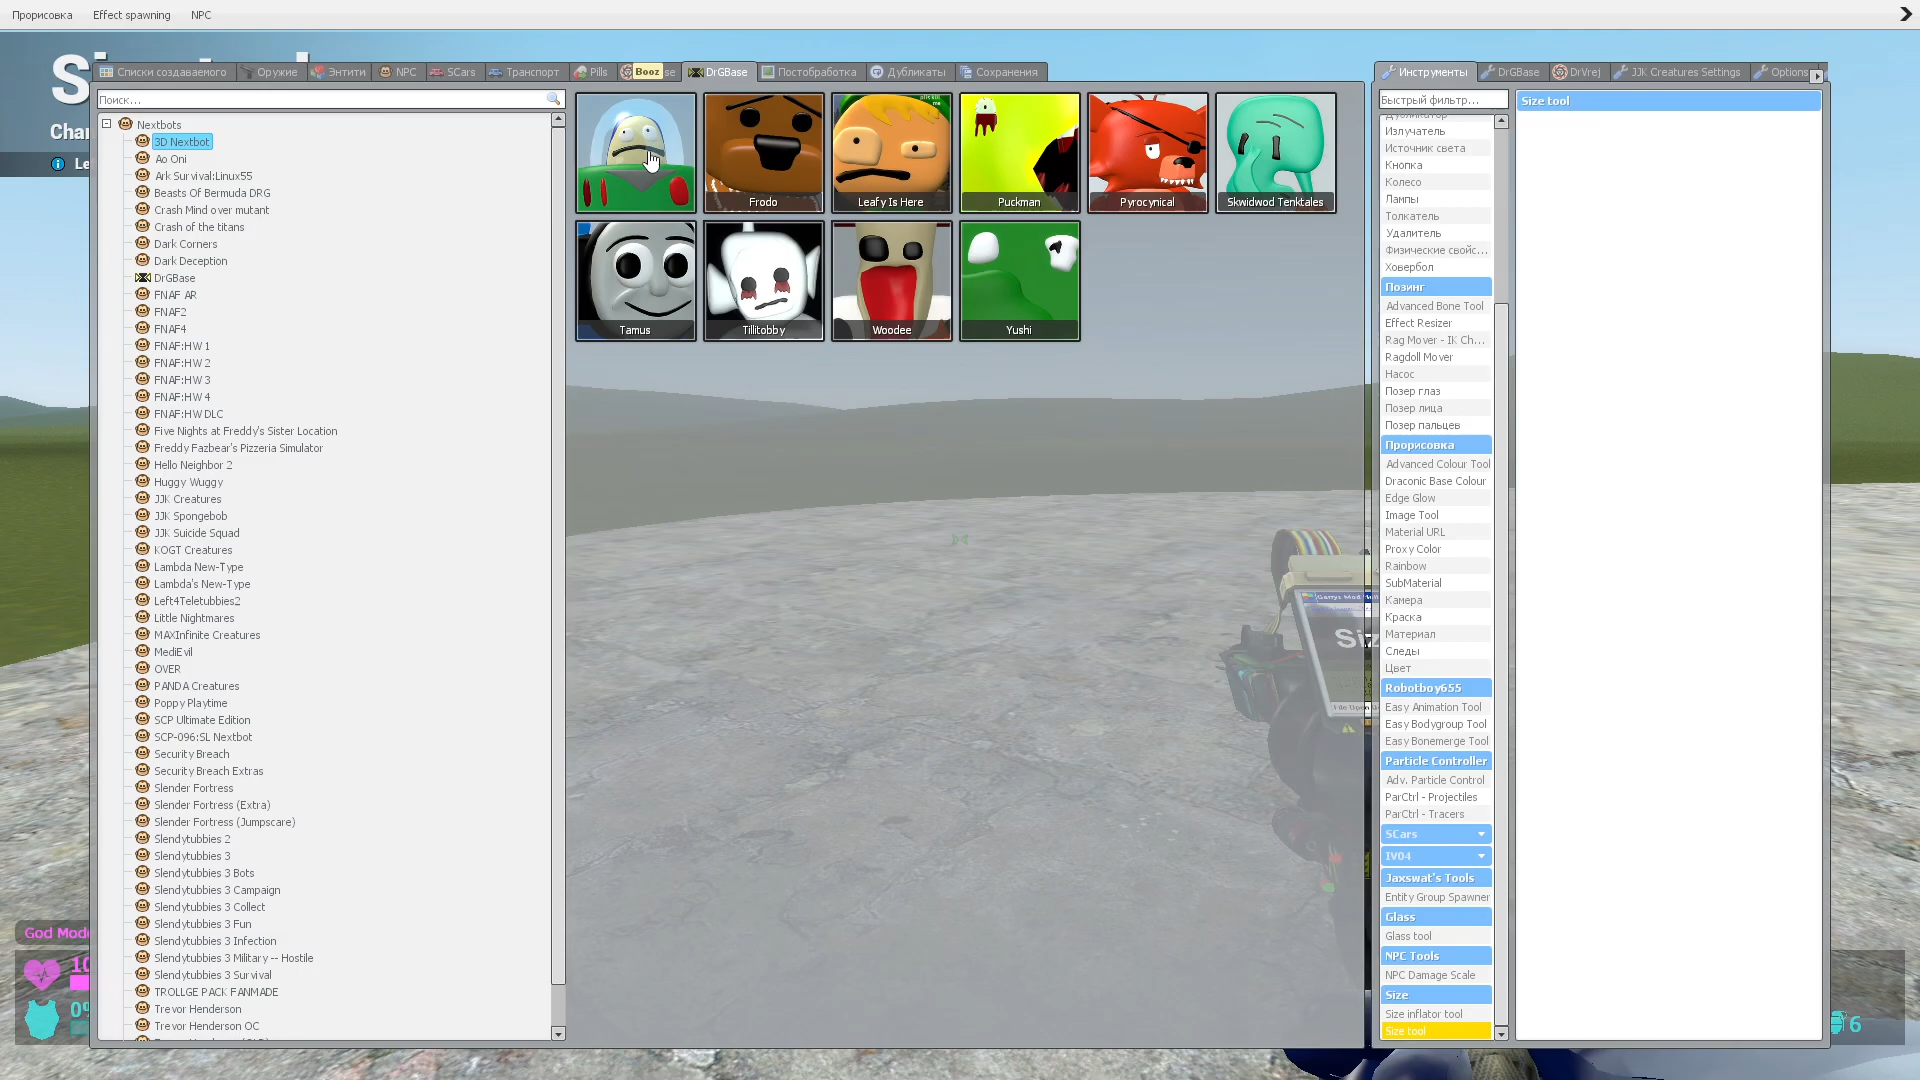 Прорисовка
Effect spawning
NPC
Списки создаваемого
Оружие
Энтити
NPC
SCars
Транспорт
Pills
Booz
DrGBase
Постобработка
Дубликаты
Сохранения
Инструменты
DrGBase
DrVrej
JJK Creatures Settings
Options
Поиск...
Nextbots
3D Nextbot
Ao Oni
Ark Survival:Linux55
Beasts Of Bermuda DRG
Crash Mind over mutant
Crash of the titans
Dark Corners
Dark Deception
DrGBase
FNAF AR
FNAF2
FNAF4
FNAF:HW 1
FNAF:HW 2
FNAF:HW 3
FNAF:HW 4
FNAF:HW DLC
Five Nights at Freddy's Sister Location
Freddy Fazbear's Pizzeria Simulator
Hello Neighbor 2
Huggy Wuggy
JJK Creatures
JJK Spongebob
JJK Suicide Squad
KOGT Creatures
Lambda New-Type
Lambda's New-Type
Left4Teletubbies2
Little Nightmares
MAXInfinite Creatures
MediEvil
OVER
PANDA Creatures
Poppy Playtime
SCP Ultimate Edition
SCP-096:SL Nextbot
Security Breach
Security Breach Extras
Slender Fortress
Slender Fortress (Extra)
Slender Fortress (Jumpscare)
Slendytubbies 2
Slendytubbies 3
Slendytubbies 3 Bots
Slendytubbies 3 Campaign
Slendytubbies 3 Collect
Slendytubbies 3 Fun
Slendytubbies 3 Infection
Slendytubbies 3 Military -- Hostile
Slendytubbies 3 Survival
TROLLGE PACK FANMADE
Trevor Henderson
Trevor Henderson OC
Frodo
Leafy Is Here
Puckman
Pyrocynical
Skwidwod Tenktales
Tamus
Tillitobby
Woodee
Yushi
Быстрый фильтр...
Излучатель
Источник света
Кнопка
Колесо
Лампы
Толкатель
Удалитель
Физические свойс...
Ховербол
Позинг
Advanced Bone Tool
Effect Resizer
Rag Mover - IK Ch...
Ragdoll Mover
Насос
Позер глаз
Позер лица
Позер пальцев
Прорисовка
Advanced Colour Tool
Draconic Base Colour
Edge Glow
Image Tool
Material URL
Proxy Color
Rainbow
SubMaterial
Камера
Краска
Материал
Следы
Цвет
Robotboy655
Easy Animation Tool
Easy Bodygroup Tool
Easy Bonemerge Tool
Particle Controller
Adv. Particle Control
ParCtrl - Projectiles
ParCtrl - Tracers
SCars
IV04
Jaxswat's Tools
Entity Group Spawner
Glass
Glass tool
NPC Tools
NPC Damage Scale
Size
Size inflator tool
Size tool
Size tool
God Mode
10
0%
6